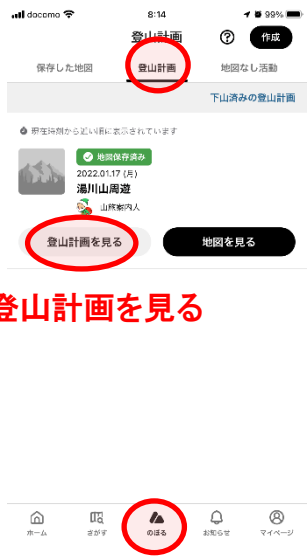 docomo 8:14 99%
登山計画 作成
保存した地図 登山計画 地図なし活動
下山済みの登山計画
現在時刻から近い順に表示されています
地図保存済み
2022.01.17 (月)
湯川山周遊
山旅案内人
登山計画を見る 地図を見る
登山計画を見る
ホーム さがす のぼる お知らせ マイページ